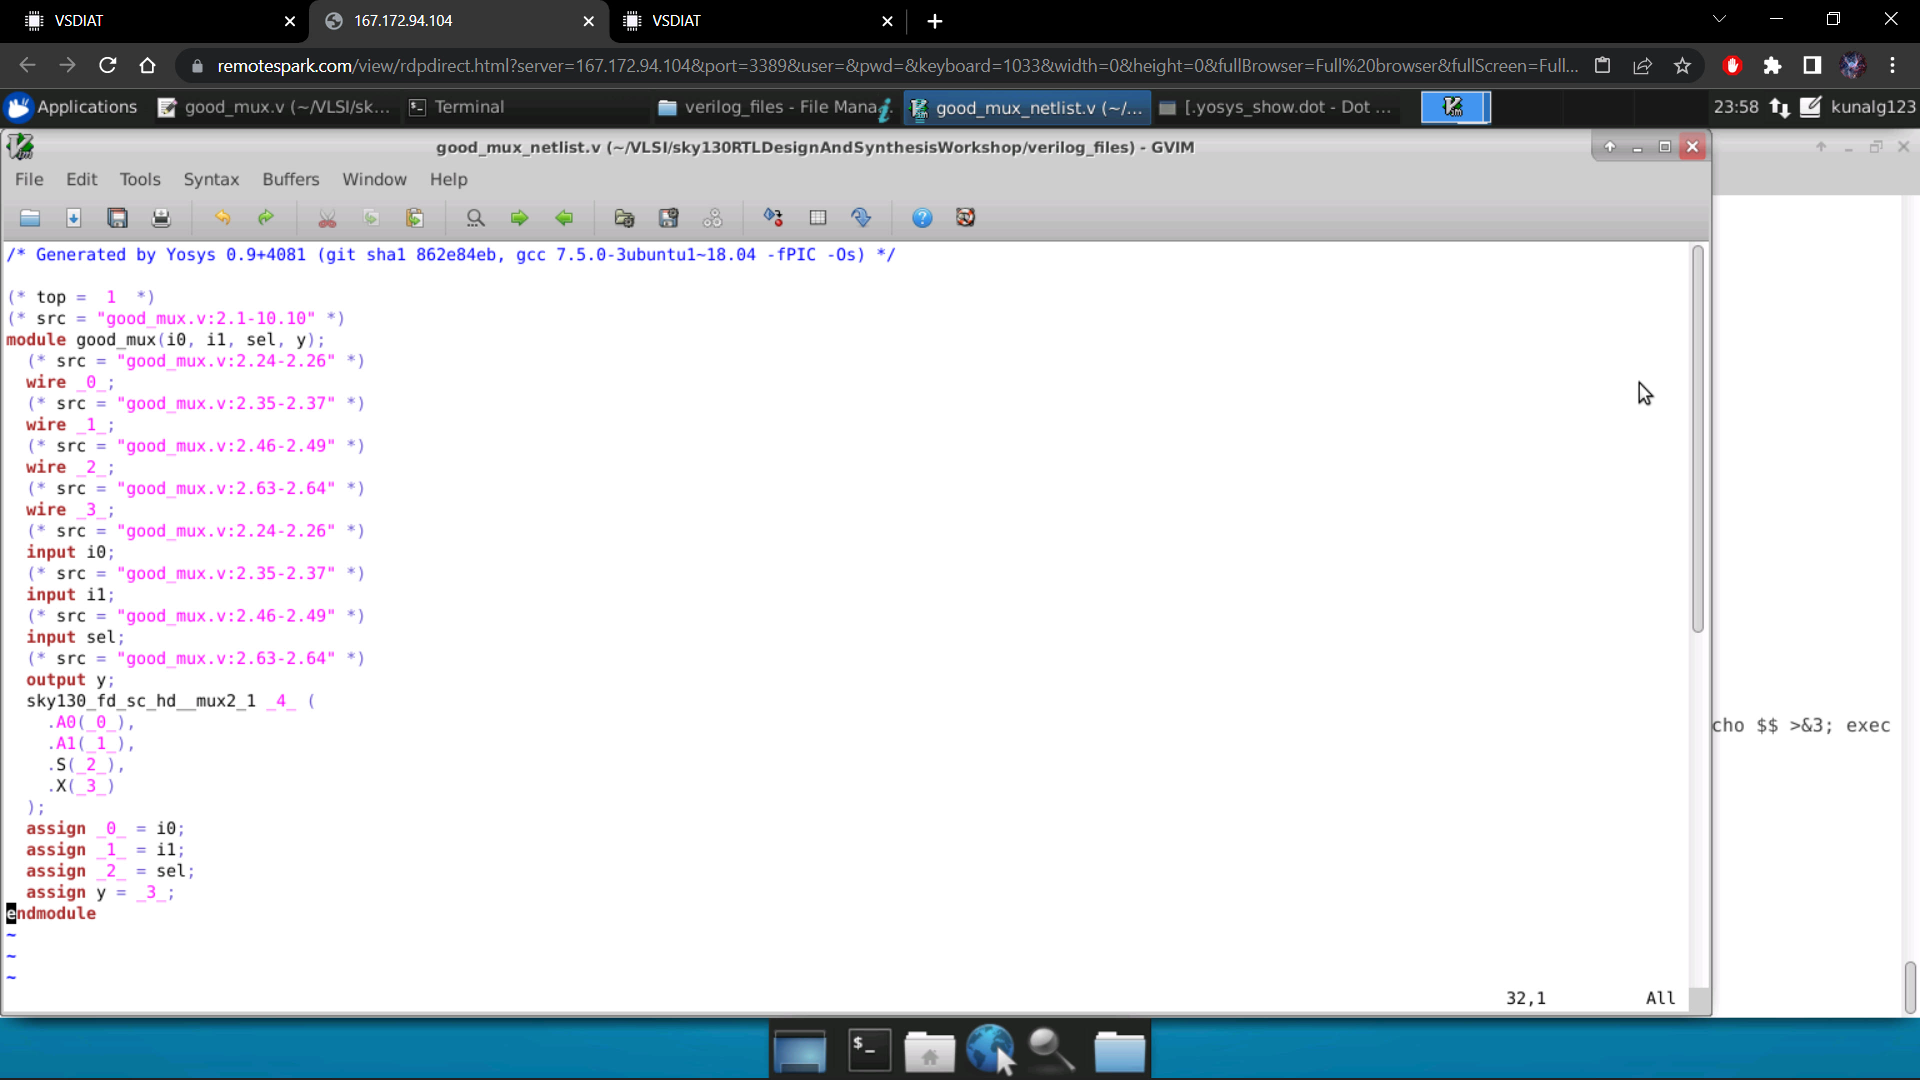 VSDIAT
167.172.94.104
VSDIAT
remotespark.com/view/rdpdirect.html?server=167.172.94.104&port=3389&user=&pwd=&keyboard=1033&width=0&height=0&fullBrowser=Full%20browser&fullScreen=Full...
Applications
good_mux.v (~/VLSI/sk...
Terminal
verilog_files - File Mana
good_mux_netlist.v (~/...
[.yosys_show.dot - Dot ...
23:58
kunalg123
good_mux_netlist.v (~/VLSI/sky130RTLDesignAndSynthesisWorkshop/verilog_files) - GVIM
File Edit Tools Syntax Buffers Window Help
/* Generated by Yosys 0.9+4081 (git sha1 862e84eb, gcc 7.5.0-3ubuntu1~18.04 -fPIC -Os) */
(* top =  1  *)
(* src = "good_mux.v:2.1-10.10" *)
module good_mux(i0, i1, sel, y);
(* src = "good_mux.v:2.24-2.26" *)
wire _0_;
(* src = "good_mux.v:2.35-2.37" *)
wire _1_;
(* src = "good_mux.v:2.46-2.49" *)
wire _2_;
(* src = "good_mux.v:2.63-2.64" *)
wire _3_;
(* src = "good_mux.v:2.24-2.26" *)
input i0;
(* src = "good_mux.v:2.35-2.37" *)
input i1;
(* src = "good_mux.v:2.46-2.49" *)
input sel;
(* src = "good_mux.v:2.63-2.64" *)
output y;
sky130_fd_sc_hd__mux2_1 _4_ (
.A0(_0_),
.A1(_1_),
.S(_2_),
.X(_3_)
);
assign _0_ = i0;
assign _1_ = i1;
assign _2_ = sel;
assign y = _3_;
endmodule
~
~
~
32,1
All
cho $$ >&3; exec
$_